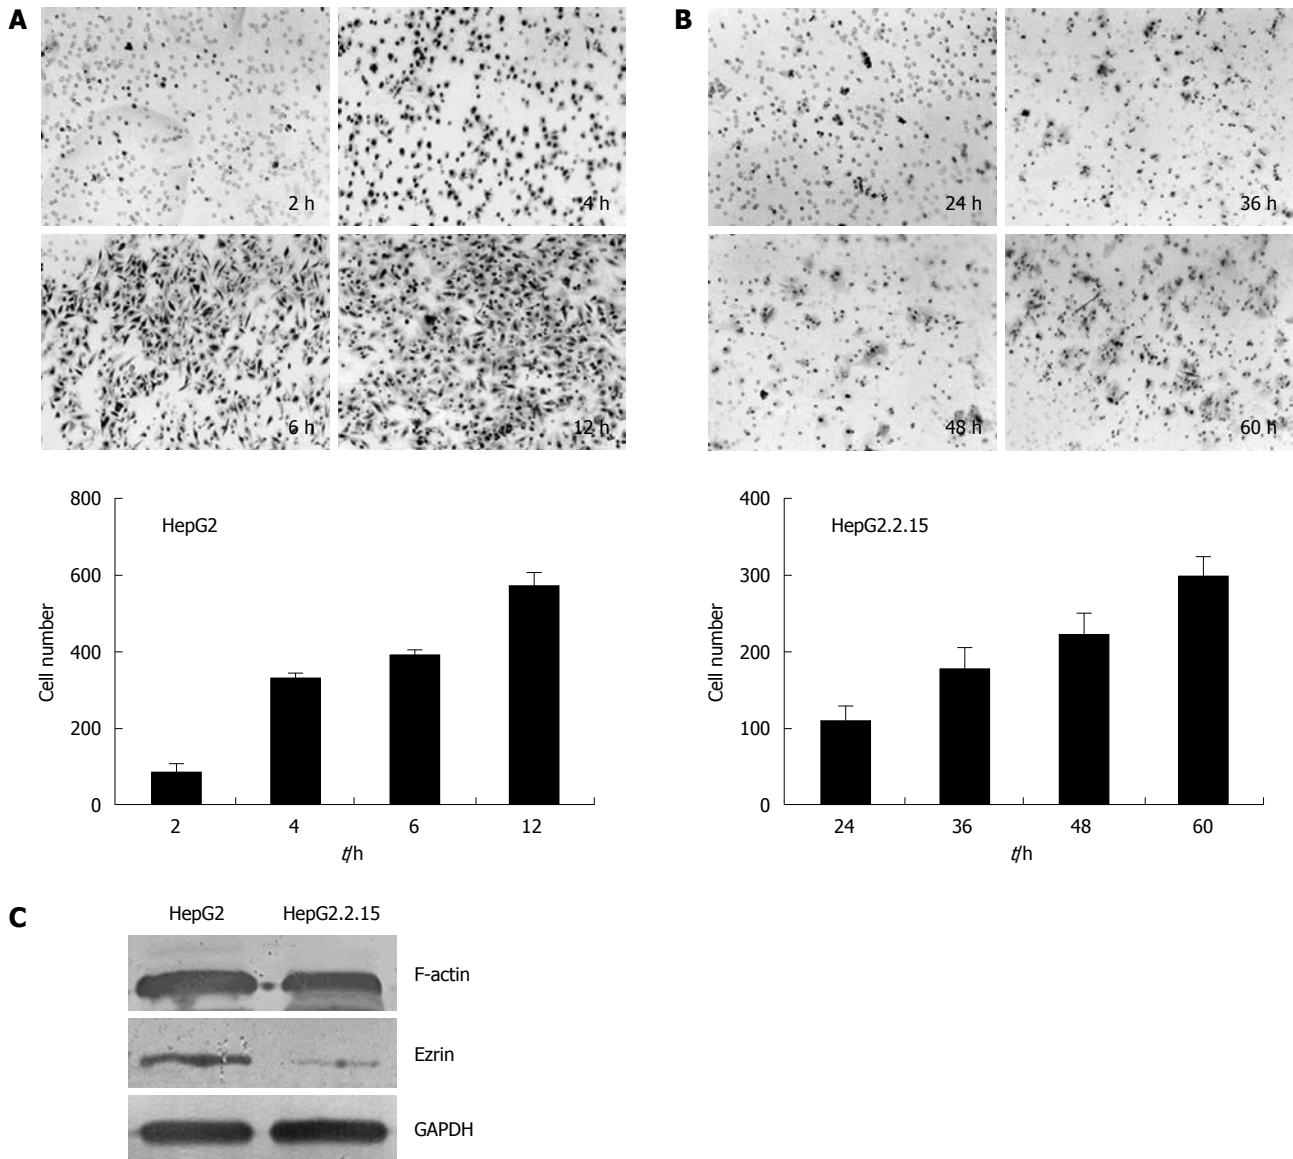 A
2 h
4 h
6 h
12 h
800
600
400
200
0
Cell number
HepG2
2
4
6
12
t/h
B
24 h
36 h
48 h
60 h
400
300
200
100
0
Cell number
HepG2.2.15
24
36
48
60
t/h
C
HepG2 HepG2.2.15
F-actin
Ezrin
GAPDH